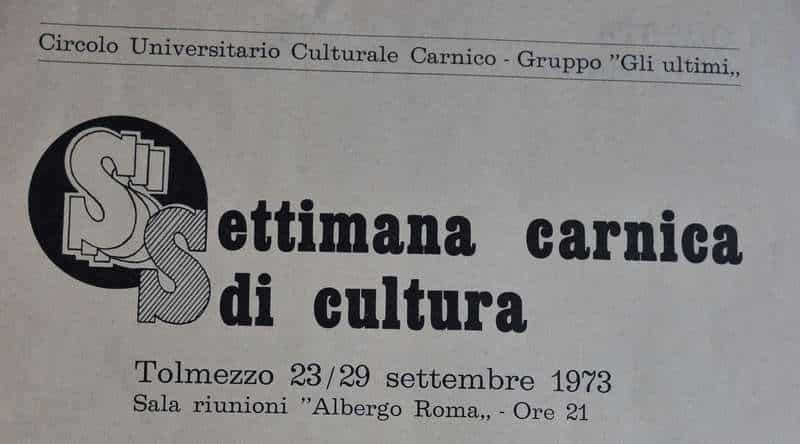 Circolo Universitario Culturale Carnico - Gruppo ”Gli ultimi„
Settimana carnica
di cultura
Tolmezzo 23/29 settembre 1973
Sala riunioni ”Albergo Roma„ - Ore 21